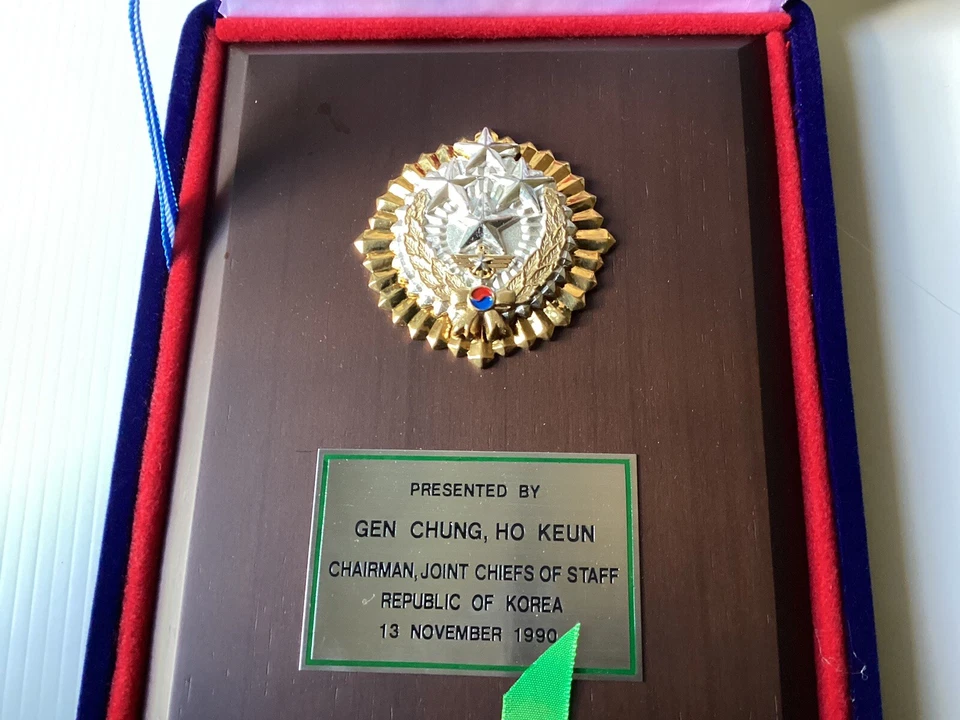 PRESENTED BY
GEN CHUNG, HO KEUN
CHAIRMAN, JOINT CHIEFS OF STAFF
REPUBLIC OF KOREA
13 NOVEMBER 1990